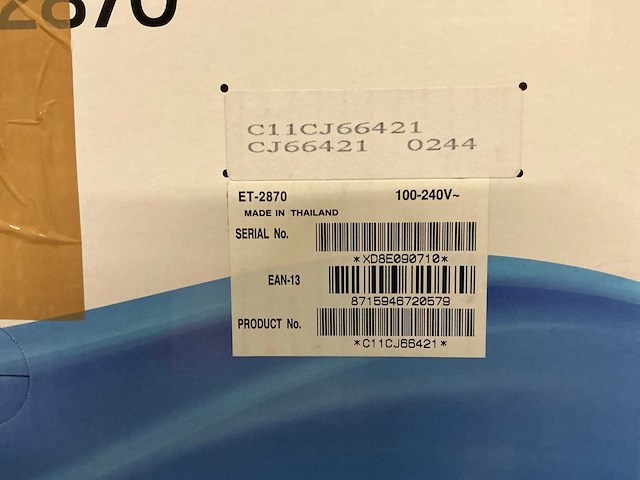 2870
C11CJ66421
CJ66421 0244
ET-2870 100-240V~
MADE IN THAILAND
SERIAL No.
*XD8E090710*
EAN-13
8715946720579
PRODUCT No.
*C11CJ66421*